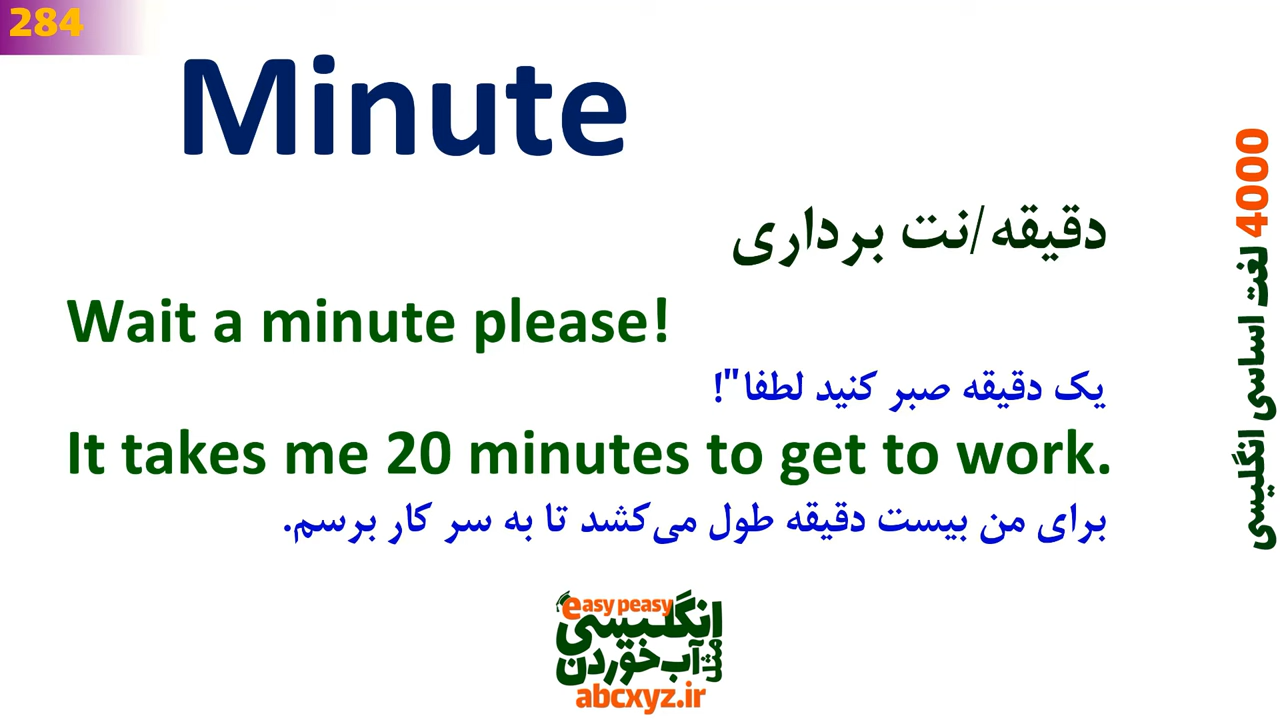 284
Minute
دقیقه/نت برداری
Wait a minute please!
یک دقیقه صبر کنید لطفا"!
It takes me 20 minutes to get to work.
برای من بیست دقیقه طول می‌کشد تا به سر کار برسم.
4000 لغت اساسی انگلیسی
easy peasy
انگلیسی
مثل آب خوردن
abcxyz.ir